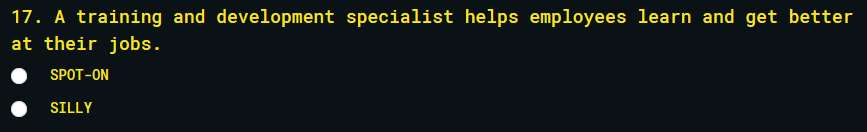 17. A training and development specialist helps employees learn and get better
at their jobs.
SPOT-ON
SILLY